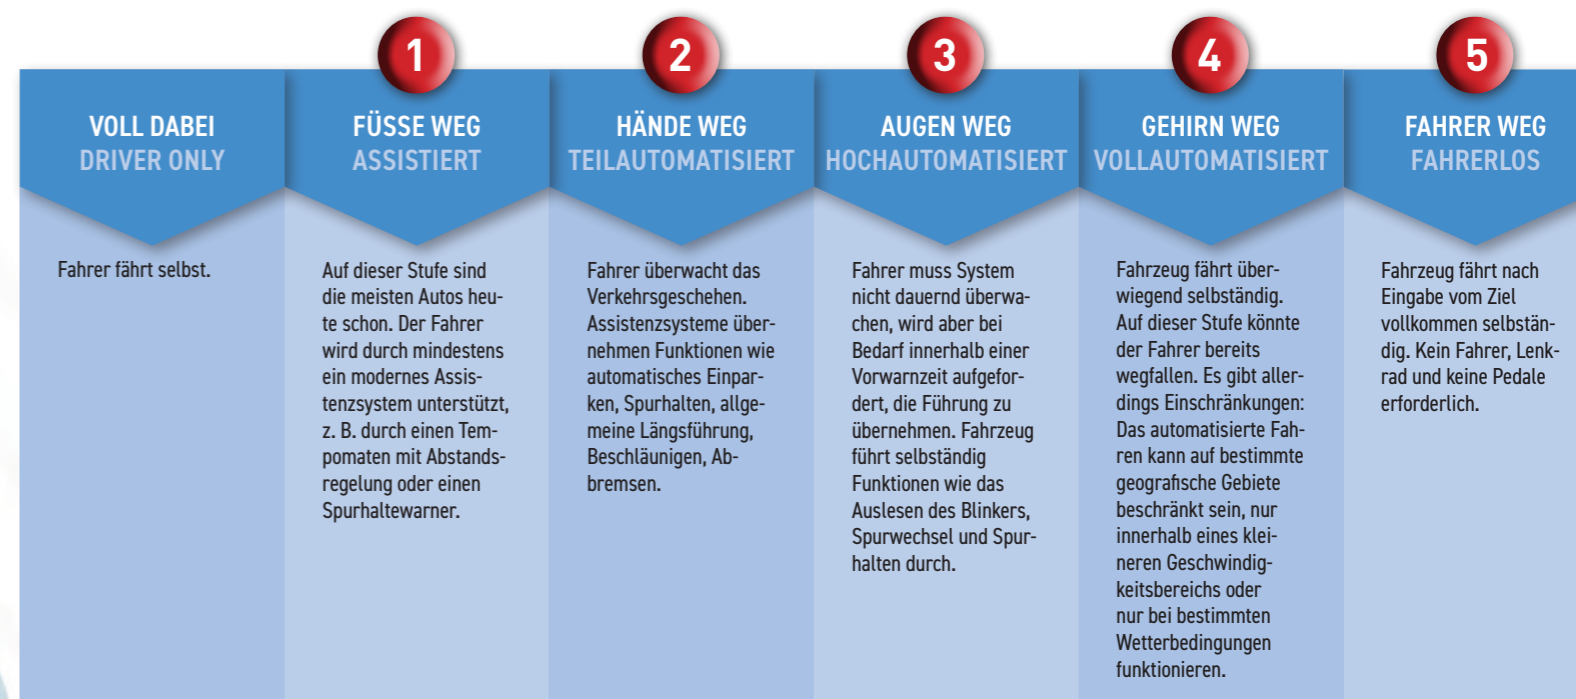 VOLL DABEI
DRIVER ONLY
Fahrer fährt selbst.
1
FÜSSE WEG
ASSISTIERT
Auf dieser Stufe sind
die meisten Autos heu-
te schon. Der Fahrer
wird durch mindestens
ein modernes Assis-
tenzsystem unterstützt,
z. B. durch einen Tem-
pomaten mit Abstands-
regelung oder einen
Spurhaltewarner.
2
HÄNDE WEG
TEILAUTOMATISIERT
Fahrer überwacht das
Verkehrsgeschehen.
Assistenzsysteme über-
nehmen Funktionen wie
automatisches Einpar-
ken, Spurhalten, allge-
meine Längsführung,
Beschläunigen, Ab-
bremsen.
3
AUGEN WEG
HOCHAUTOMATISIERT
Fahrer muss System
nicht dauernd überwa-
chen, wird aber bei
Bedarf innerhalb einer
Vorwarnzeit aufgefor-
dert, die Führung zu
übernehmen. Fahrzeug
führt selbständig
Funktionen wie das
Auslesen des Blinkers,
Spurwechsel und Spur-
halten durch.
4
GEHIRN WEG
VOLLAUTOMATISIERT
Fahrzeug fährt über-
wiegend selbständig.
Auf dieser Stufe könnte
der Fahrer bereits
wegfallen. Es gibt aller-
dings Einschränkungen:
Das automatisierte Fah-
ren kann auf bestimmte
geografische Gebiete
beschränkt sein, nur
innerhalb eines klei-
neren Geschwindig-
keitsbereichs oder
nur bei bestimmten
Wetterbedingungen
funktionieren.
5
FAHRER WEG
FAHRERLOS
Fahrzeug fährt nach
Eingabe vom Ziel
vollkommen selbstän-
dig. Kein Fahrer, Lenk-
rad und keine Pedale
erforderlich.